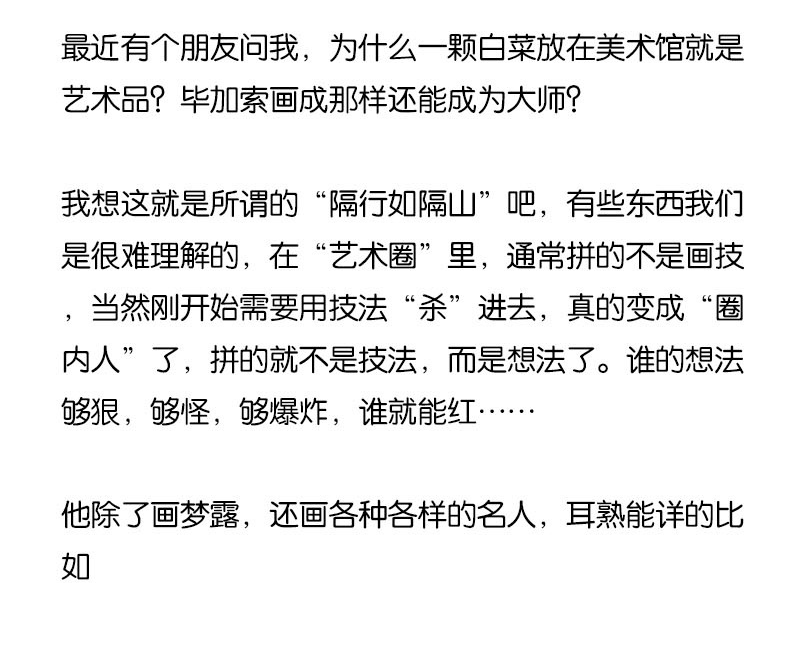 最近有个朋友问我，为什么一颗白菜放在美术馆就是
艺术品？毕加索画成那样还能成为大师？
我想这就是所谓的“隔行如隔山”吧，有些东西我们
是很难理解的，在“艺术圈”里，通常拼的不是画技
，当然刚开始需要用技法“杀”进去，真的变成“圈
内人”了，拼的就不是技法，而是想法了。谁的想法
够狠，够怪，够爆炸，谁就能红……
他除了画梦露，还画各种各样的名人，耳熟能详的比
如